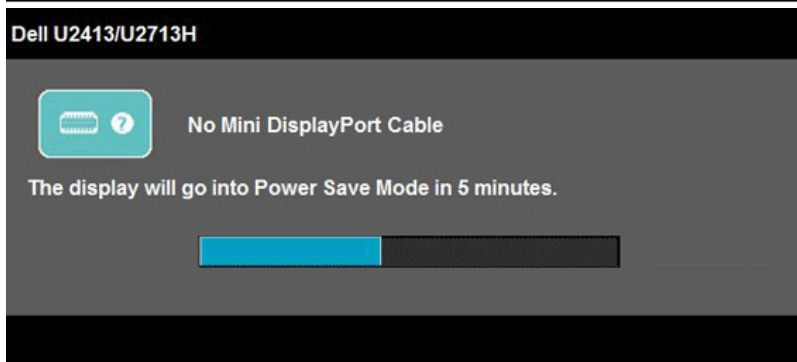 Dell U2413/U2713H
?
No Mini DisplayPort Cable
The display will go into Power Save Mode in 5 minutes.